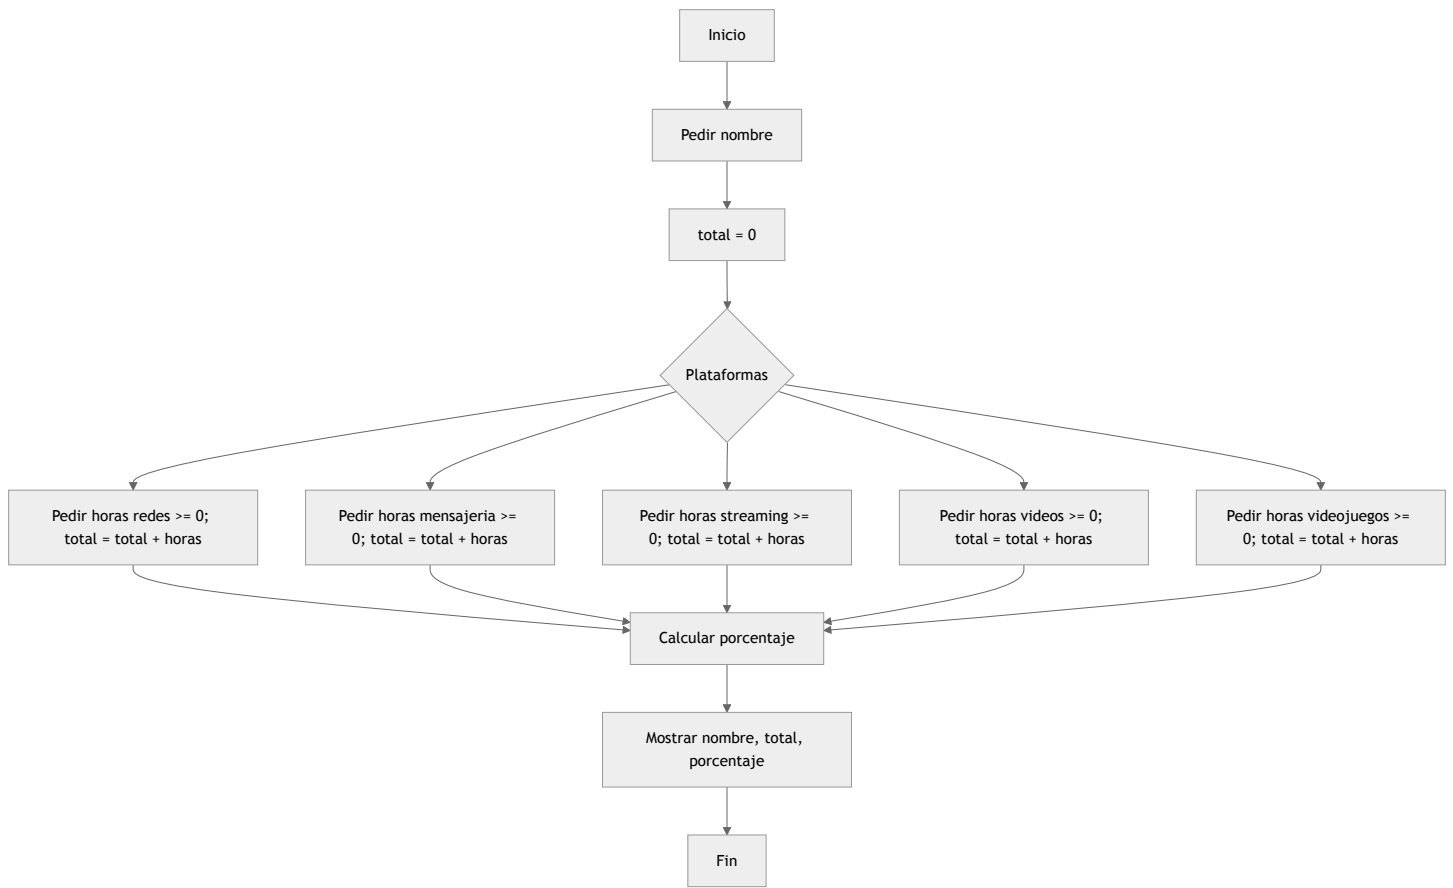 Inicio
Pedir nombre
total = 0
Plataformas
Pedir horas redes >= 0;
total = total + horas
Pedir horas mensajeria >=
0; total = total + horas
Pedir horas streaming >=
0; total = total + horas
Pedir horas videos >= 0;
total = total + horas
Pedir horas videojuegos >=
0; total = total + horas
Calcular porcentaje
Mostrar nombre, total,
porcentaje
Fin